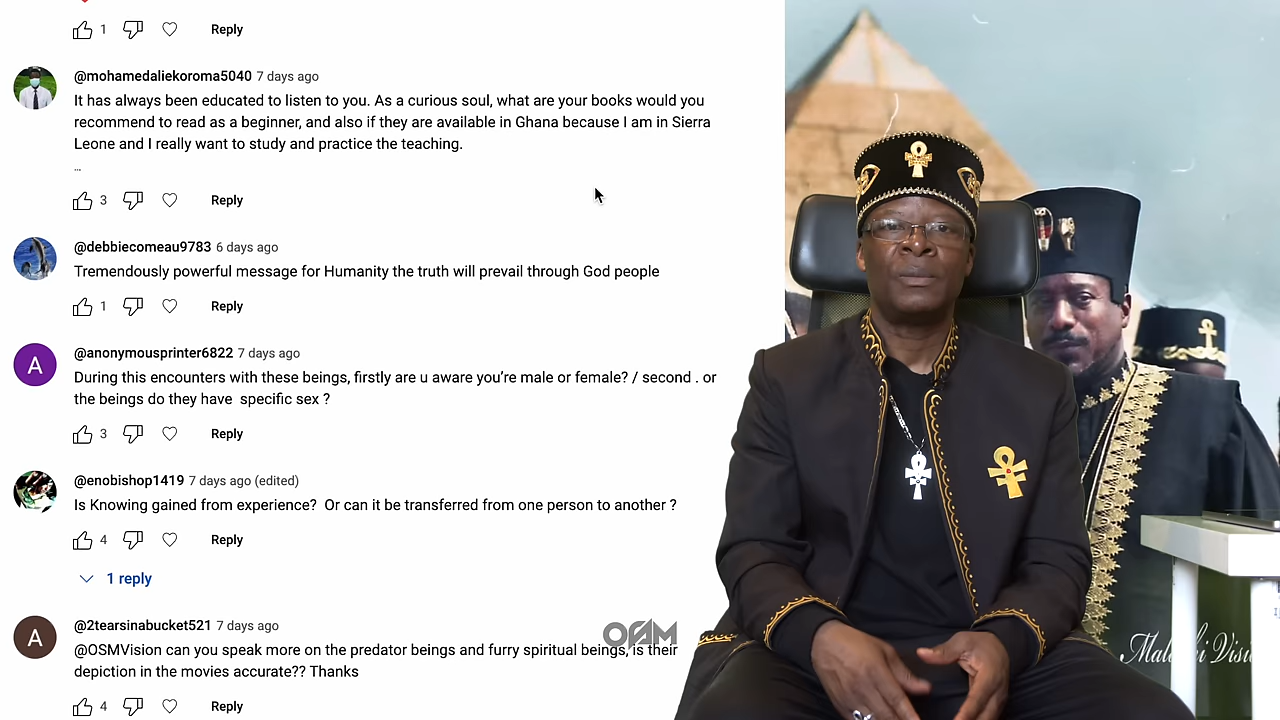 1 Reply
@mohamedaliekoroma5040 7 days ago
It has always been educated to listen to you. As a curious soul, what are your books would you
recommend to read as a beginner, and also if they are available in Ghana because I am in Sierra
Leone and I really want to study and practice the teaching.
...
3 Reply
@debbiecomeau9783 6 days ago
Tremendously powerful message for Humanity the truth will prevail through God people
1 Reply
A
@anonymousprinter6822 7 days ago
During this encounters with these beings, firstly are u aware you're male or female? / second . or
the beings do they have specific sex ?
3 Reply
@enobishop1419 7 days ago (edited)
Is Knowing gained from experience? Or can it be transferred from one person to another ?
4 Reply
1 reply
A
@2tearsinabucket521 7 days ago
@OSMVision can you speak more on the predator beings and furry spiritual beings, is their
depiction in the movies accurate?? Thanks
4 Reply